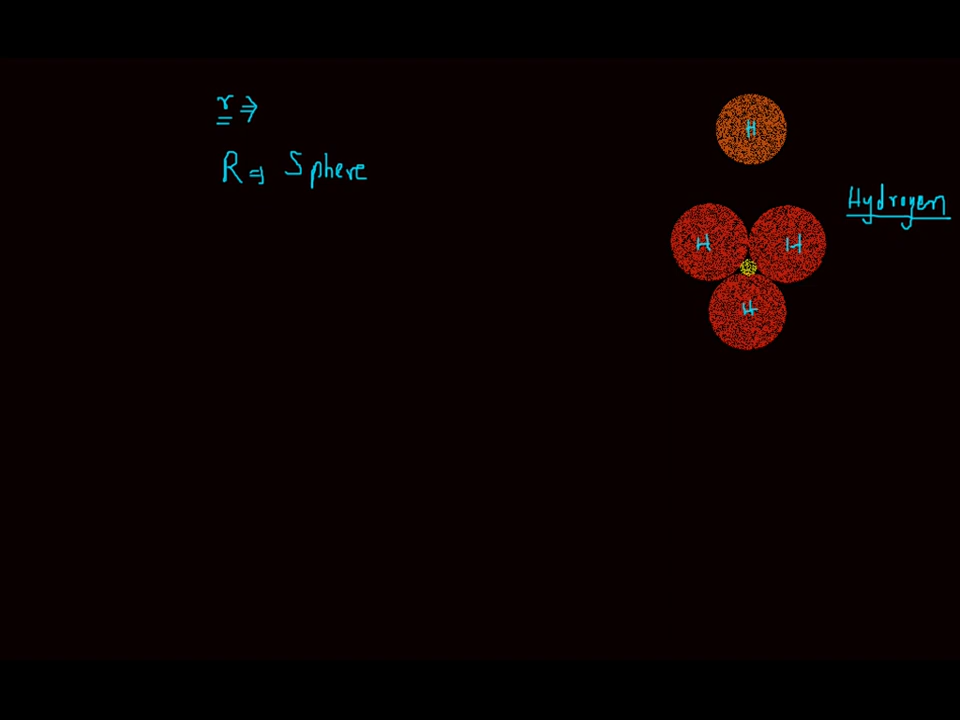 r ⇒
R ⇒ Sphere
H
Hydrogen
H H
H